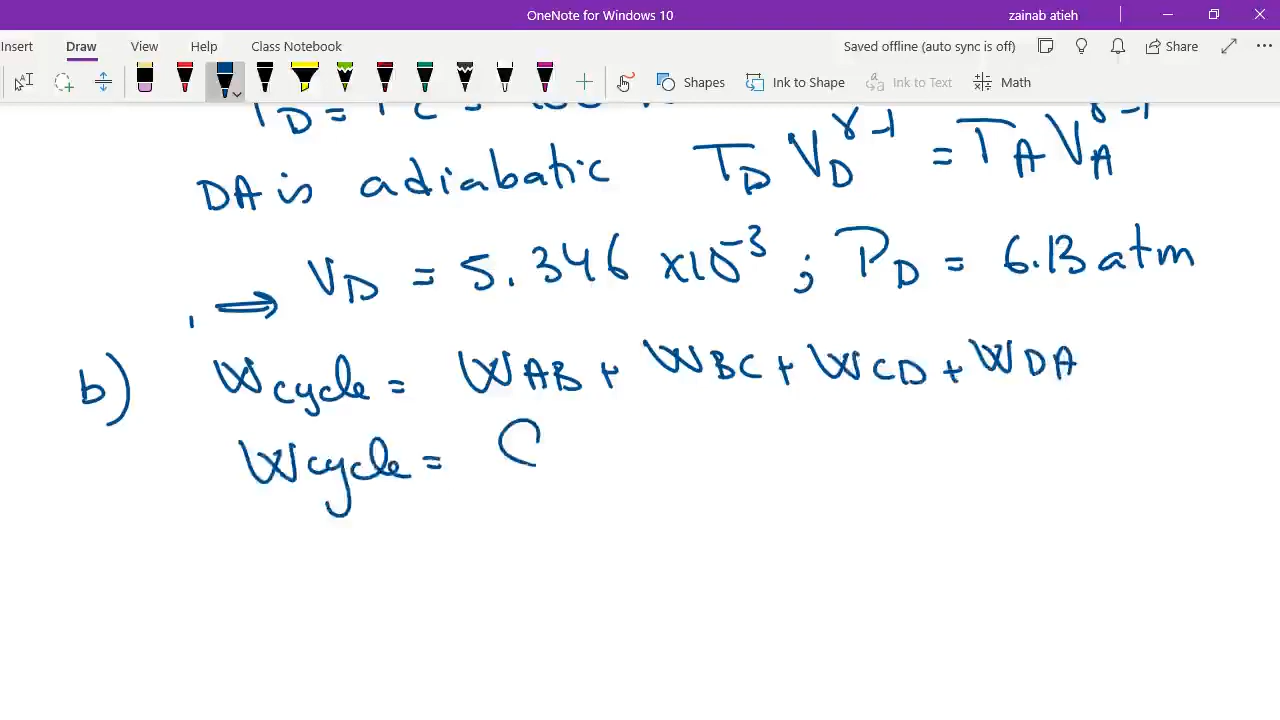 OneNote for Windows 10
zainab atieh
Insert Draw View Help Class Notebook
Saved offline (auto sync is off) Share
Shapes Ink to Shape Ink to Text Math
DA is adiabatic T_D V_D^{γ-1} = T_A V_A^{γ-1}
⟹ V_D = 5.346 x10^{-3} ; P_D = 6.13 atm
b) Wcycle = W_AB + W_BC + W_CD + W_DA
Wcycle =